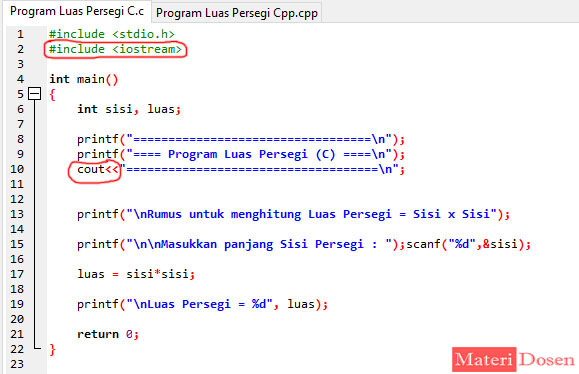 Program Luas Persegi C.c Program Luas Persegi Cpp.cpp
1 #include <stdio.h>
2 #include <iostream>
3
4 int main()
5 {
6 int sisi, luas;
7
8 printf("==================================\n");
9 printf("==== Program Luas Persegi (C) ====\n");
10 cout<<"====================================\n";
11
12
13 printf("\nRumus untuk menghitung Luas Persegi = Sisi x Sisi");
14
15 printf("\n\nMasukkan panjang Sisi Persegi : ");scanf("%d",&sisi);
16
17 luas = sisi*sisi;
18
19 printf("\nLuas Persegi = %d", luas);
20
21 return 0;
22 }
23
Materi Dosen